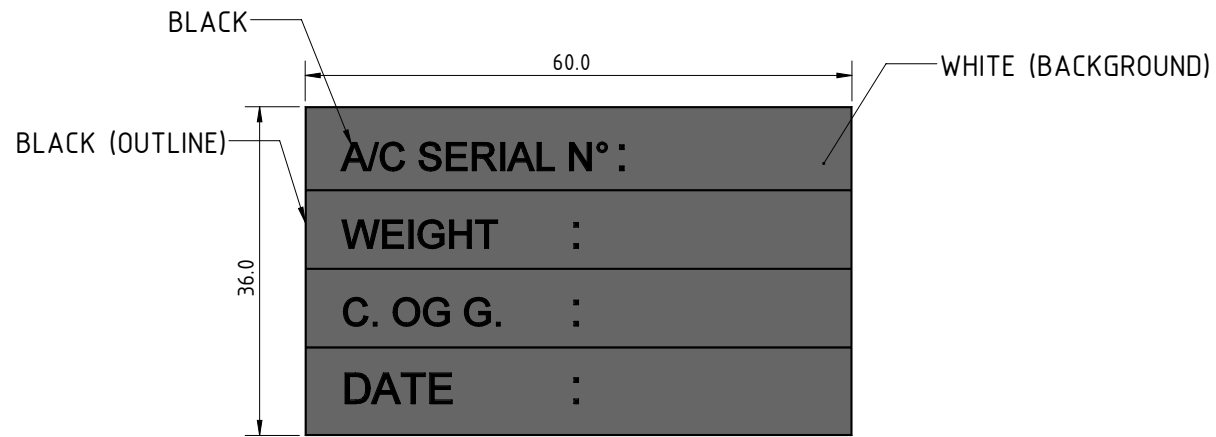 BLACK
60.0
WHITE (BACKGROUND)
BLACK (OUTLINE)
A/C SERIAL N°:
36.0
WEIGHT :
C. OG G. :
DATE :